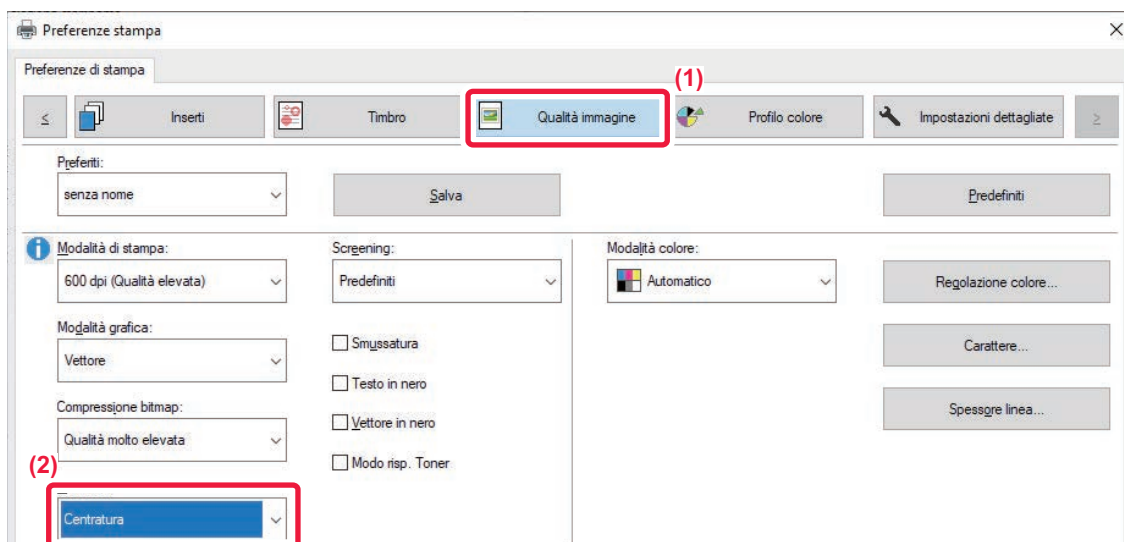 Preferenze stampa
Preferenze di stampa
(1)
< Inserti Timbro Qualità immagine Profilo colore Impostazioni dettagliate >
Preferiti:
senza nome Salva Predefiniti
Modalità di stampa: Screening: Modalità colore:
600 dpi (Qualità elevata) Predefiniti Automatico Regolazione colore...
Modalità grafica:
Vettore Smussatura Carattere...
Testo in nero
Compressione bitmap:
Vettore in nero Spessore linea...
Qualità molto elevata
Modo risp. Toner
(2)
Centratura